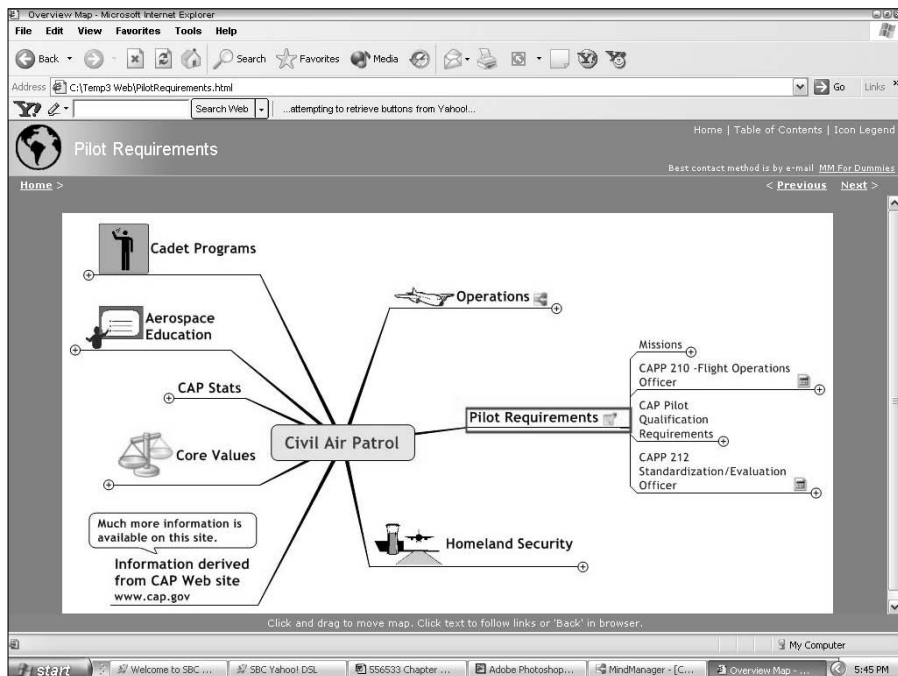 Overview Map - Microsoft Internet Explorer
File Edit View Favorites Tools Help
Back Search Favorites Media
Address C:\Temp3 Web\PilotRequirements.html Go Links »
Y! Search Web ...attempting to retrieve buttons from Yahoo!...
Home | Table of Contents | Icon Legend
Pilot Requirements
Best contact method is by e-mail MM For Dummies
Home > < Previous Next >
Cadet Programs
Aerospace
Education
CAP Stats
Core Values
Much more information is
available on this site.
Information derived
from CAP Web site
www.cap.gov
Civil Air Patrol
Operations
Pilot Requirements
Missions
CAPP 210 -Flight Operations
Officer
CAP Pilot
Qualification
Requirements
CAPP 212
Standardization/Evaluation
Officer
Homeland Security
Click and drag to move map. Click text to follow links or 'Back' in browser.
My Computer
start Welcome to SBC ... SBC Yahoo! DSL 556533 Chapter ... Adobe Photoshop... MindManager - [C... Overview Map - ... 5:45 PM